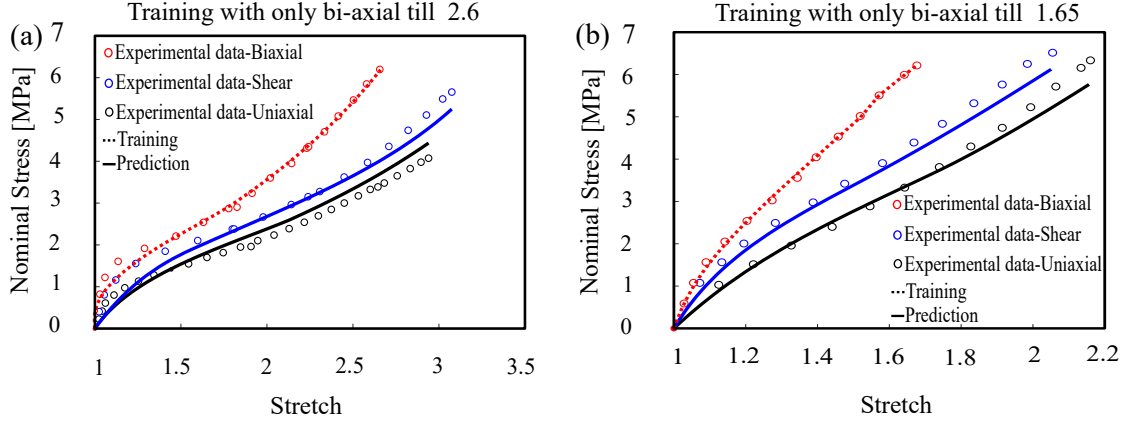 Training with only bi-axial till 2.6
(a)
7
6
5
4
3
2
1
0
Nominal Stress [MPa]
Experimental data-Biaxial
Experimental data-Shear
Experimental data-Uniaxial
Training
Prediction
1 1.5 2 2.5 3 3.5
Stretch
Training with only bi-axial till 1.65
(b)
7
6
5
4
3
2
1
0
Nominal Stress [MPa]
Experimental data-Biaxial
Experimental data-Shear
Experimental data-Uniaxial
Training
Prediction
1 1.2 1.4 1.6 1.8 2 2.2
Stretch